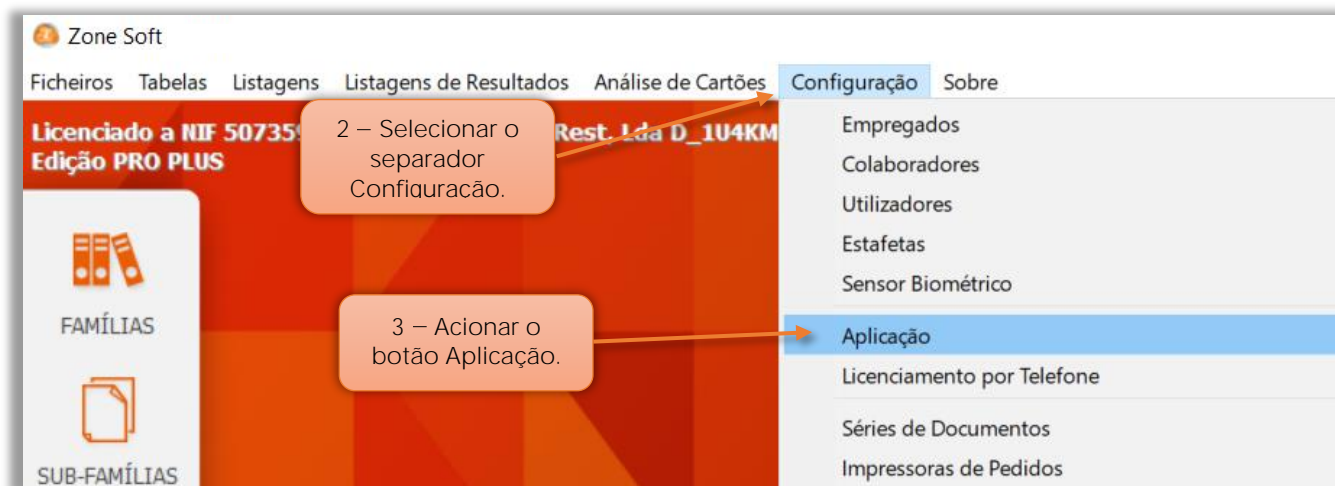 Zone Soft
Ficheiros Tabelas Listagens Listagens de Resultados Análise de Cartões Configuração Sobre
Licenciado a NIF 50735 Rest, Lda D_1U4KM
Edição PRO PLUS
2 – Selecionar o
separador
Configuração.
Empregados
Colaboradores
Utilizadores
Estafetas
Sensor Biométrico
FAMÍLIAS
3 – Acionar o
botão Aplicação.
Aplicação
Licenciamento por Telefone
Séries de Documentos
Impressoras de Pedidos
SUB-FAMÍLIAS